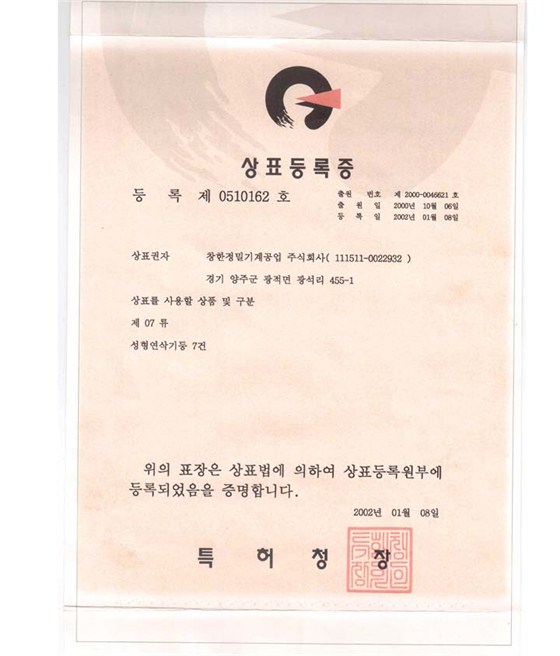 상표등록증
등 록 제 0510162 호
출원 번호 제 2000-0046621 호
출 원 일 2000년 10월 06일
등 록 일 2002년 01월 08일
상표권자 창한정밀기계공업 주식회사( 111511-0022932 )
경기 양주군 광적면 광석리 455-1
상표를 사용할 상품 및 구분
제 07 류
성형연삭기등 7건
위의 표장은 상표법에 의하여 상표등록원부에
등록되었음을 증명합니다.
2002년 01월 08일
특 허 청 장